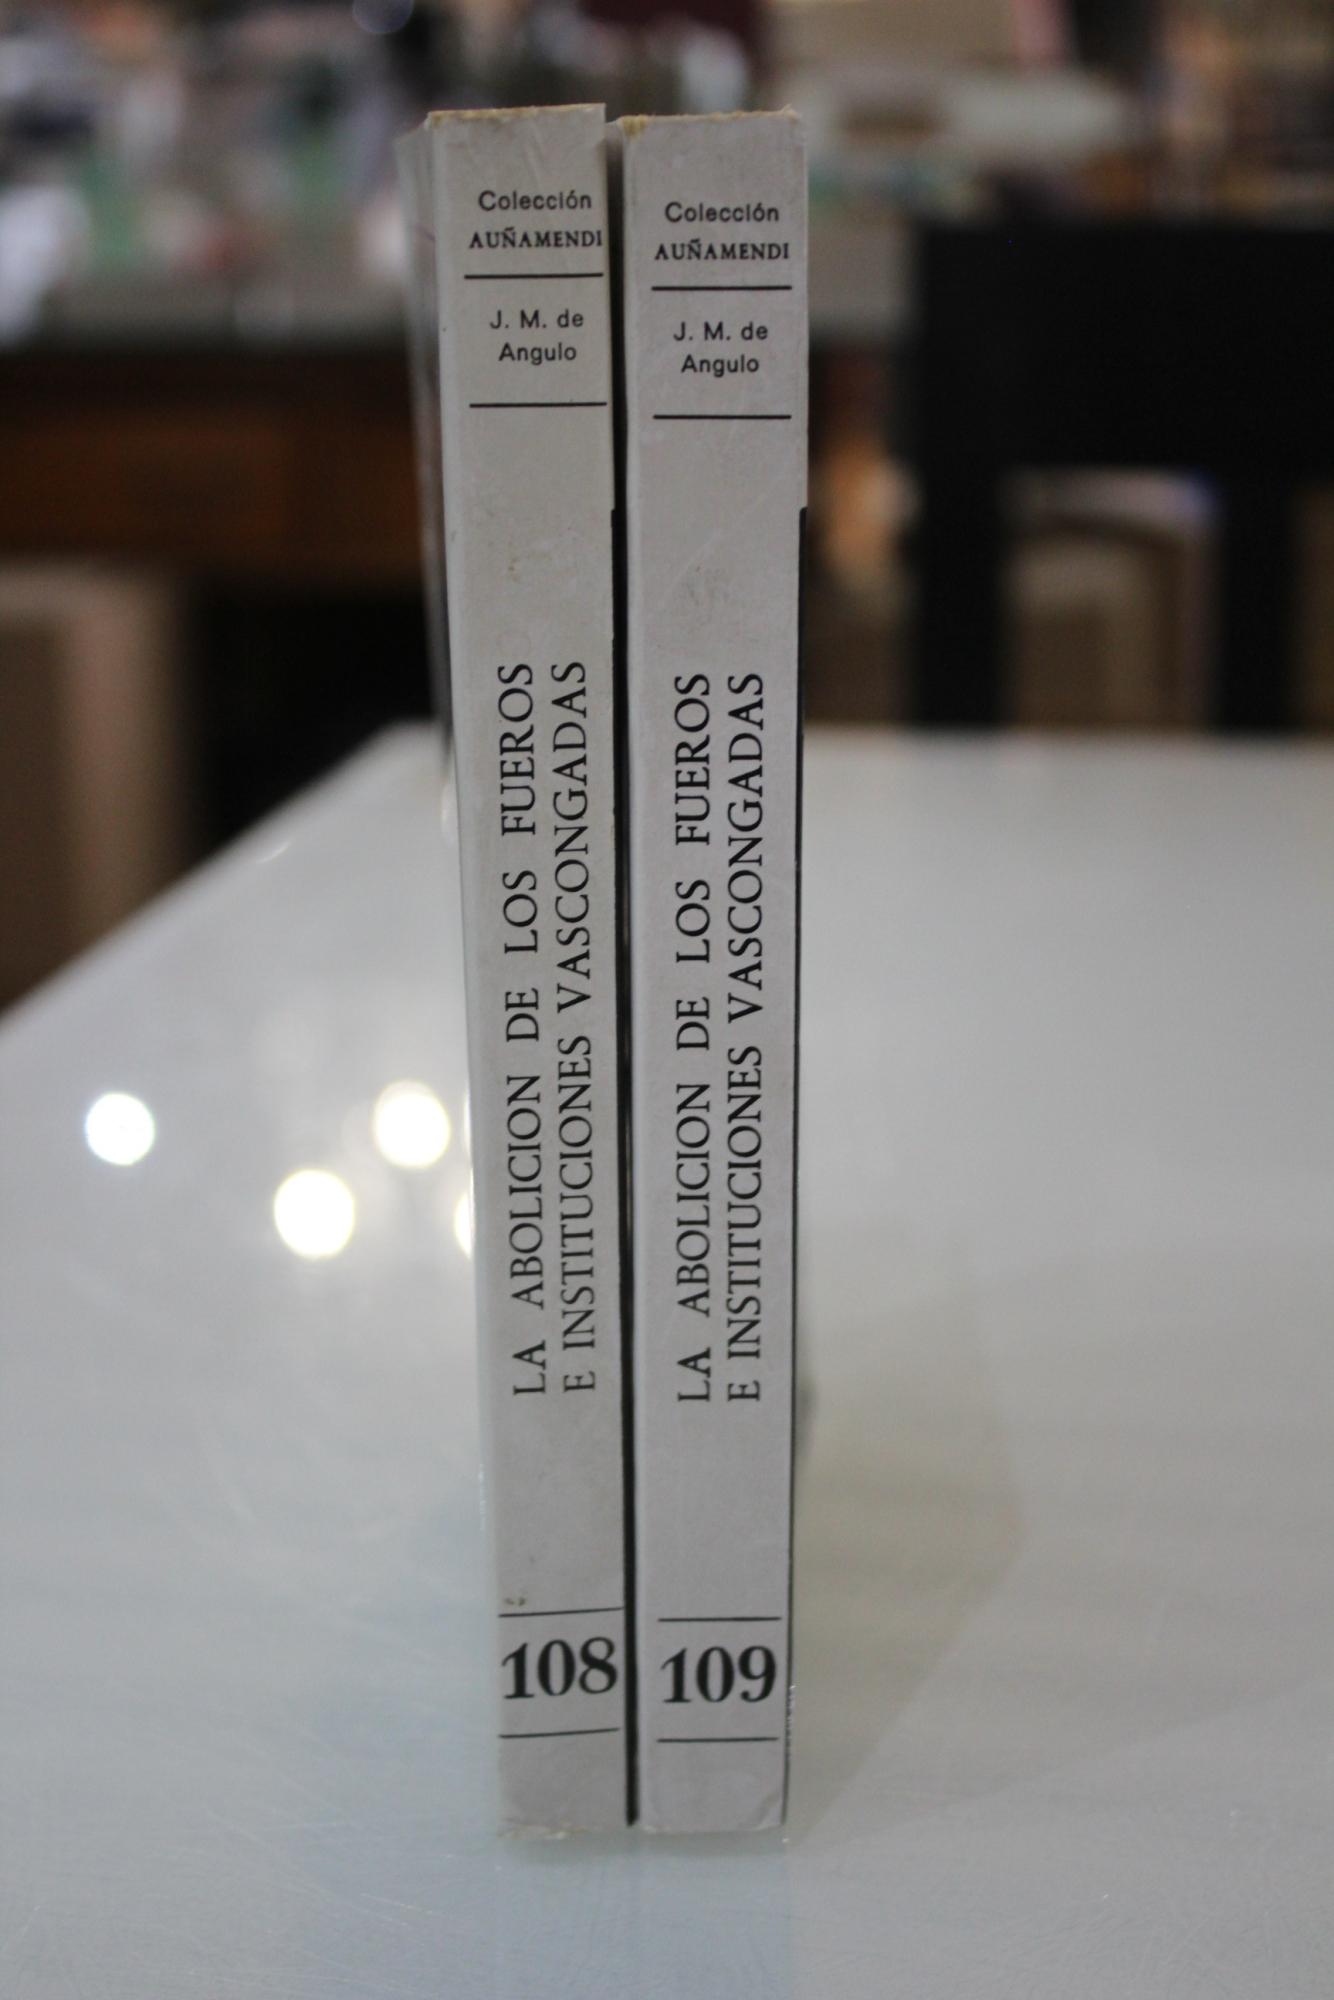 Colección
AUÑAMENDI
J. M. de
Angulo
LA ABOLICION DE LOS FUEROS
E INSTITUCIONES VASCONGADAS
108
Colección
AUÑAMENDI
J. M. de
Angulo
LA ABOLICION DE LOS FUEROS
E INSTITUCIONES VASCONGADAS
109